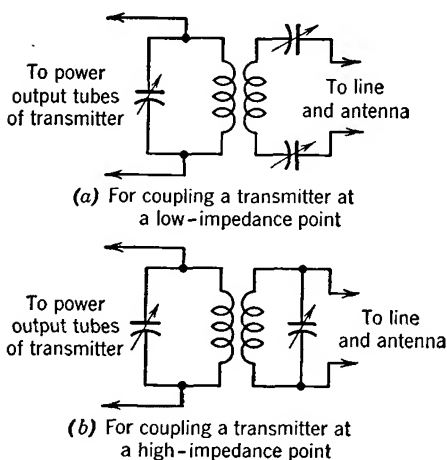 To power
output tubes
of transmitter
To line
and antenna
(a) For coupling a transmitter at
a low-impedance point
To power
output tubes
of transmitter
To line
and antenna
(b) For coupling a transmitter at
a high-impedance point